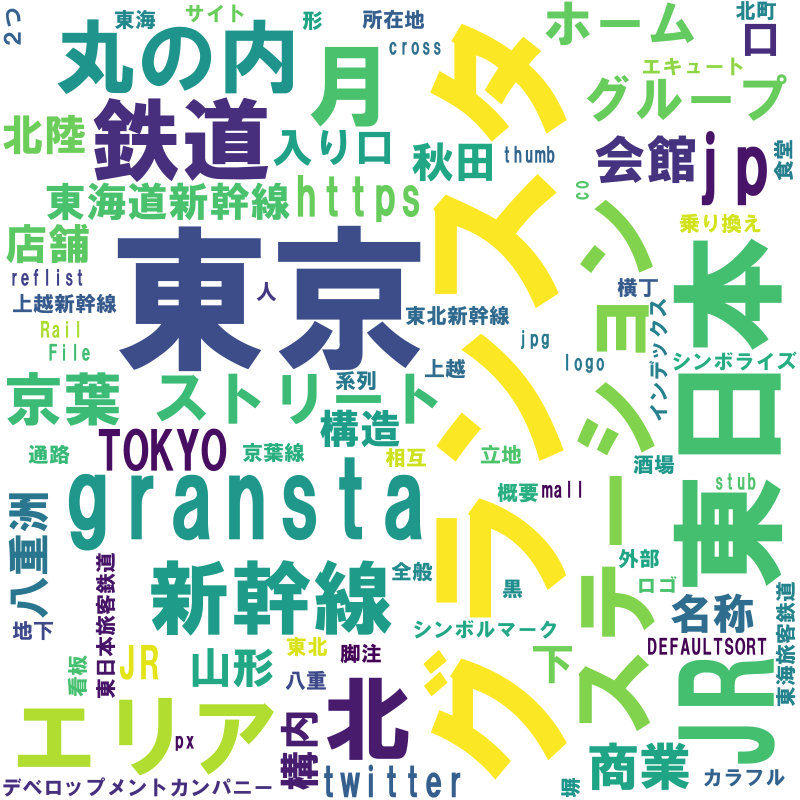 2つ
東海
サイト
形
所在地
cross
ホーム
北町
口
丸の内
月
グランスタ
エキュート
グループ
北陸
鉄道
入り口
秋田
thumb
会館
jp
食堂
東海道新幹線
https
co
乗り換え
店舗
reflist
上越新幹線
人
東京
東北新幹線
横丁
東日本
Rail
File
jpg
logo
インデックス
シンボライズ
ステーション
京葉
ストリート
系列
上越
構造
TOKYO
通路
京葉線
相互
立地
酒場
gransta
概要
mall
stub
八重洲
新幹線
全般
黒
外部
ロゴ
地下
東日本旅客鉄道
シンボルマーク
名称
DEFAULTSORT
東海旅客鉄道
JR
看板
JR
山形
東北
脚注
八重
下
エリア
px
構内
北
twitter
商業
カラフル
デベロップメントカンパニー